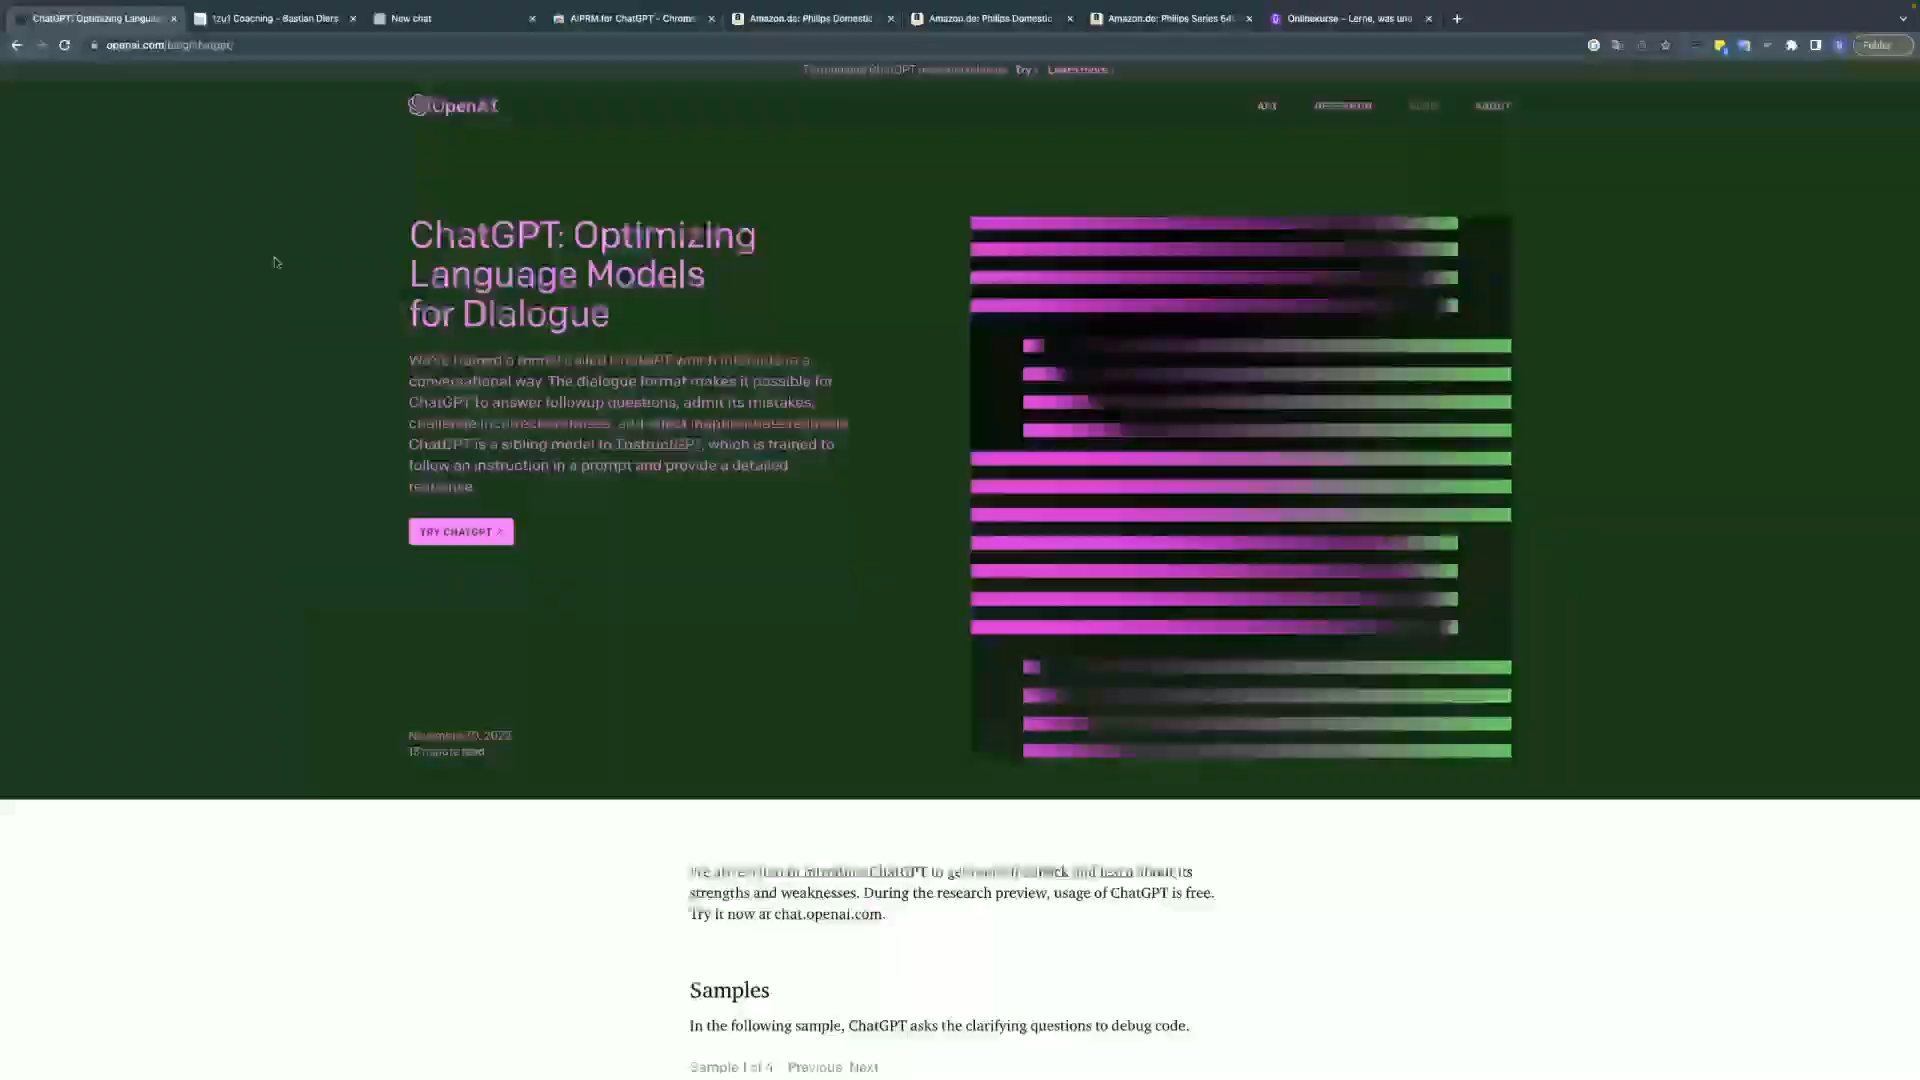 ChatGPT: Optimizing Langua
1zu1 Coaching - Bastian Diers
New chat
AIPRM for ChatGPT - Chrome
Amazon.de: Philips Domestic
Amazon.de: Philips Domestic
Amazon.de: Philips Series 64
Onlinekurse – Lerne, was und
openai.com/blog/chatgpt/
Try
Learn more
OpenAI
API
RESEARCH
BLOG
ABOUT
ChatGPT: Optimizing
Language Models
for Dialogue
We've trained a model called ChatGPT which interacts in a
conversational way. The dialogue format makes it possible for
ChatGPT to answer followup questions, admit its mistakes,
challenge incorrect premises, and reject inappropriate requests.
ChatGPT is a sibling model to InstructGPT, which is trained to
follow an instruction in a prompt and provide a detailed
response.
TRY CHATGPT ↗
November 30, 2022
13 minute read
We are excited to introduce ChatGPT to get users' feedback and learn about its
strengths and weaknesses. During the research preview, usage of ChatGPT is free.
Try it now at chat.openai.com.
Samples
In the following sample, ChatGPT asks the clarifying questions to debug code.
Sample 1 of 4 Previous Next